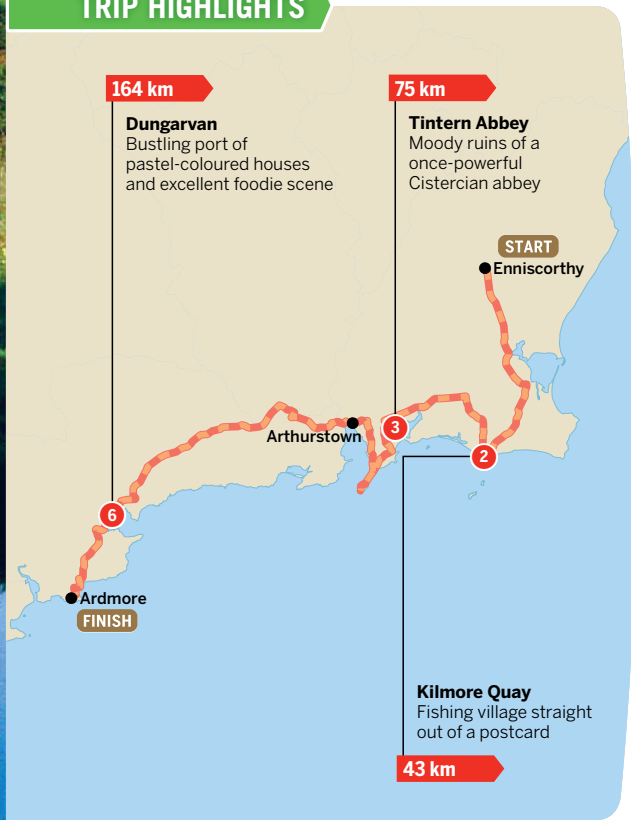 TRIP HIGHLIGHTS
164 km
Dungarvan
Bustling port of
pastel-coloured houses
and excellent foodie scene
75 km
Tintern Abbey
Moody ruins of a
once-powerful
Cistercian abbey
START
Enniscorthy
Arthurstown
3
2
6
Ardmore
FINISH
Kilmore Quay
Fishing village straight
out of a postcard
43 km